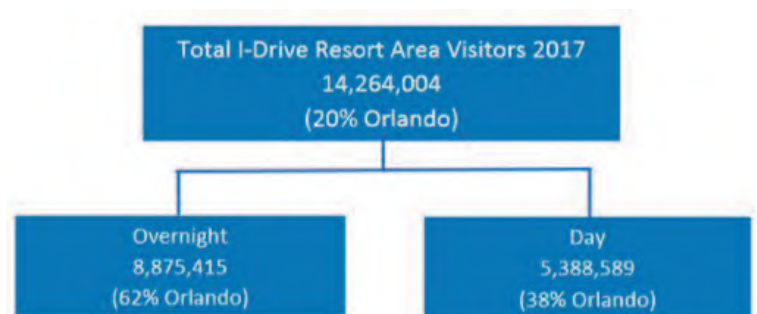 Total I-Drive Resort Area Visitors 2017
14,264,004
(20% Orlando)
Overnight
8,875,415
(62% Orlando)
Day
5,388,589
(38% Orlando)